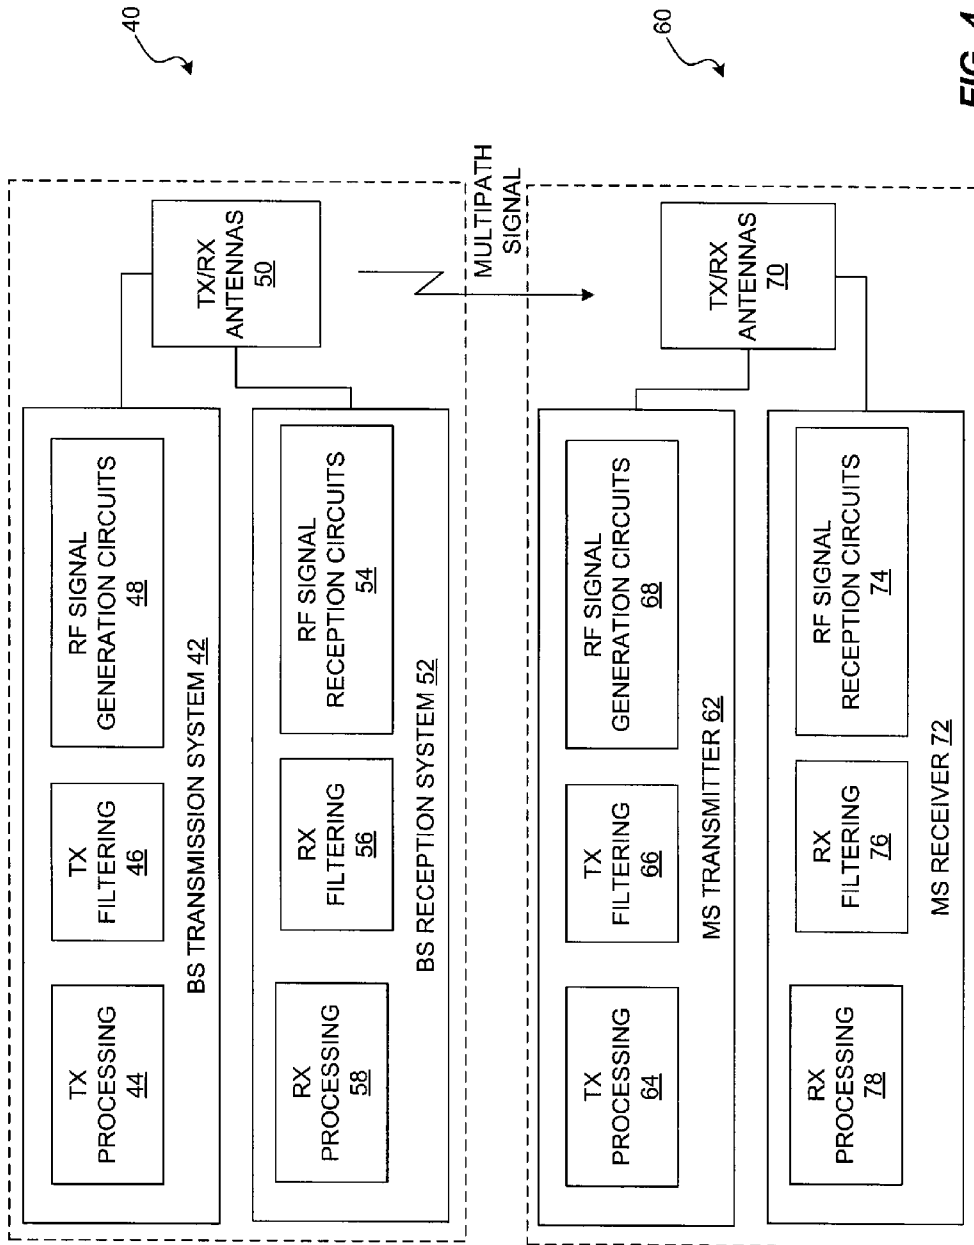 40
TX
PROCESSING
44
TX
FILTERING
46
RF SIGNAL
GENERATION CIRCUITS
48
BS TRANSMISSION SYSTEM 42
RX
PROCESSING
58
RX
FILTERING
56
RF SIGNAL
RECEPTION CIRCUITS
54
BS RECEPTION SYSTEM 52
TX/RX
ANTENNAS
50
MULTIPATH
SIGNAL
60
TX
PROCESSING
64
TX
FILTERING
66
RF SIGNAL
GENERATION CIRCUITS
68
MS TRANSMITTER 62
RX
PROCESSING
78
RX
FILTERING
76
RF SIGNAL
RECEPTION CIRCUITS
74
MS RECEIVER 72
TX/RX
ANTENNAS
70
FIG. 4